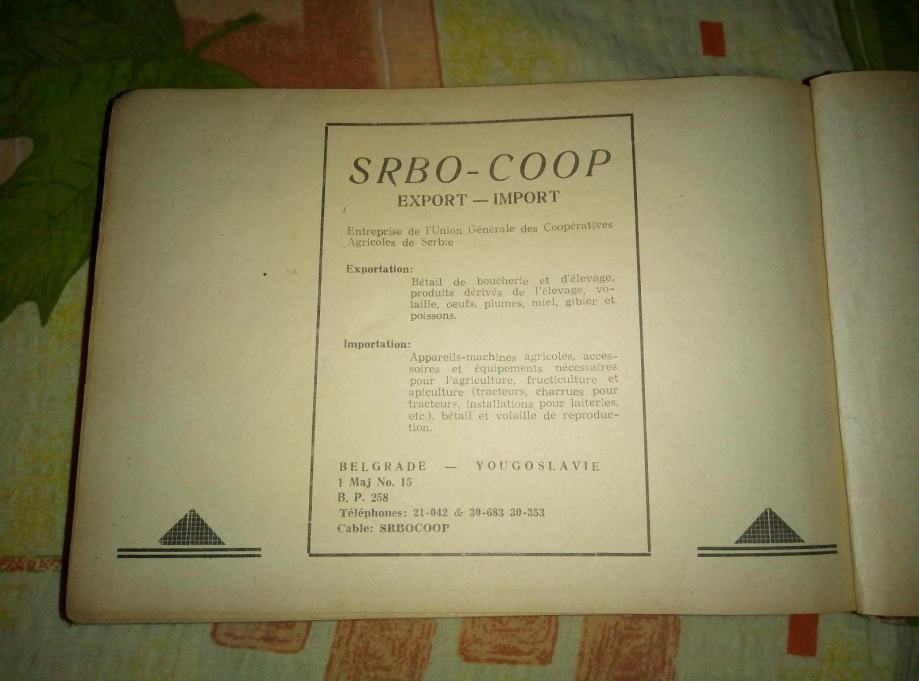 SRBO-COOP
EXPORT — IMPORT
Entreprise de l'Union Générale des Coopératives
Agricoles de Serbie
Exportation:
Bétail de boucherie et d'élevage,
produits dérivés de l'élevage, vo-
laille, oeufs, plumes, miel, gibier et
poissons.
Importation:
Appareils-machines agricoles, acces-
soires et équipements nécessaires
pour l'agriculture, fructiculture et
apiculture (tracteurs, charrues pour
tracteurs, installations pour laiteries,
etc.), bétail et volaille de reproduc-
tion.
BELGRADE — YOUGOSLAVIE
1 Maj No. 15
B. P. 258
Téléphones: 21-042 & 30-683 30-353
Cable: SRBOCOOP